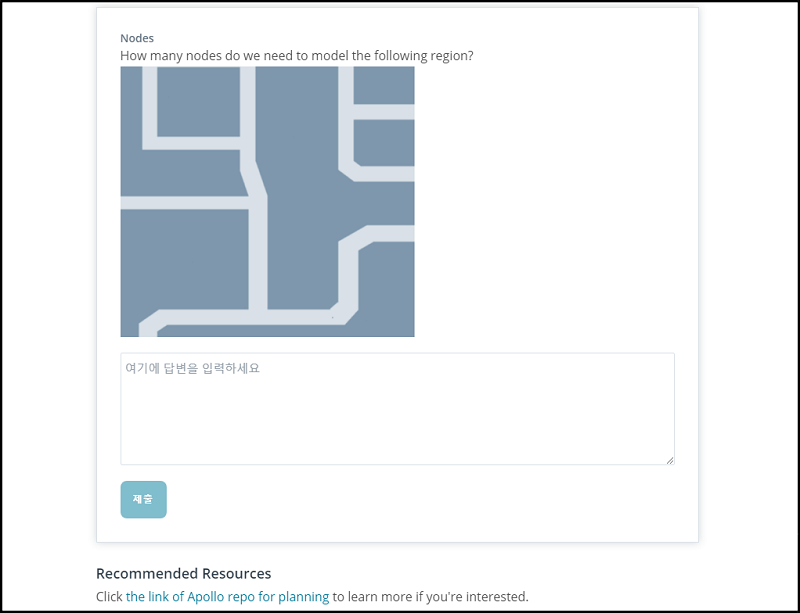 Nodes
How many nodes do we need to model the following region?
여기에 답변을 입력하세요
제출
Recommended Resources
Click the link of Apollo repo for planning to learn more if you're interested.